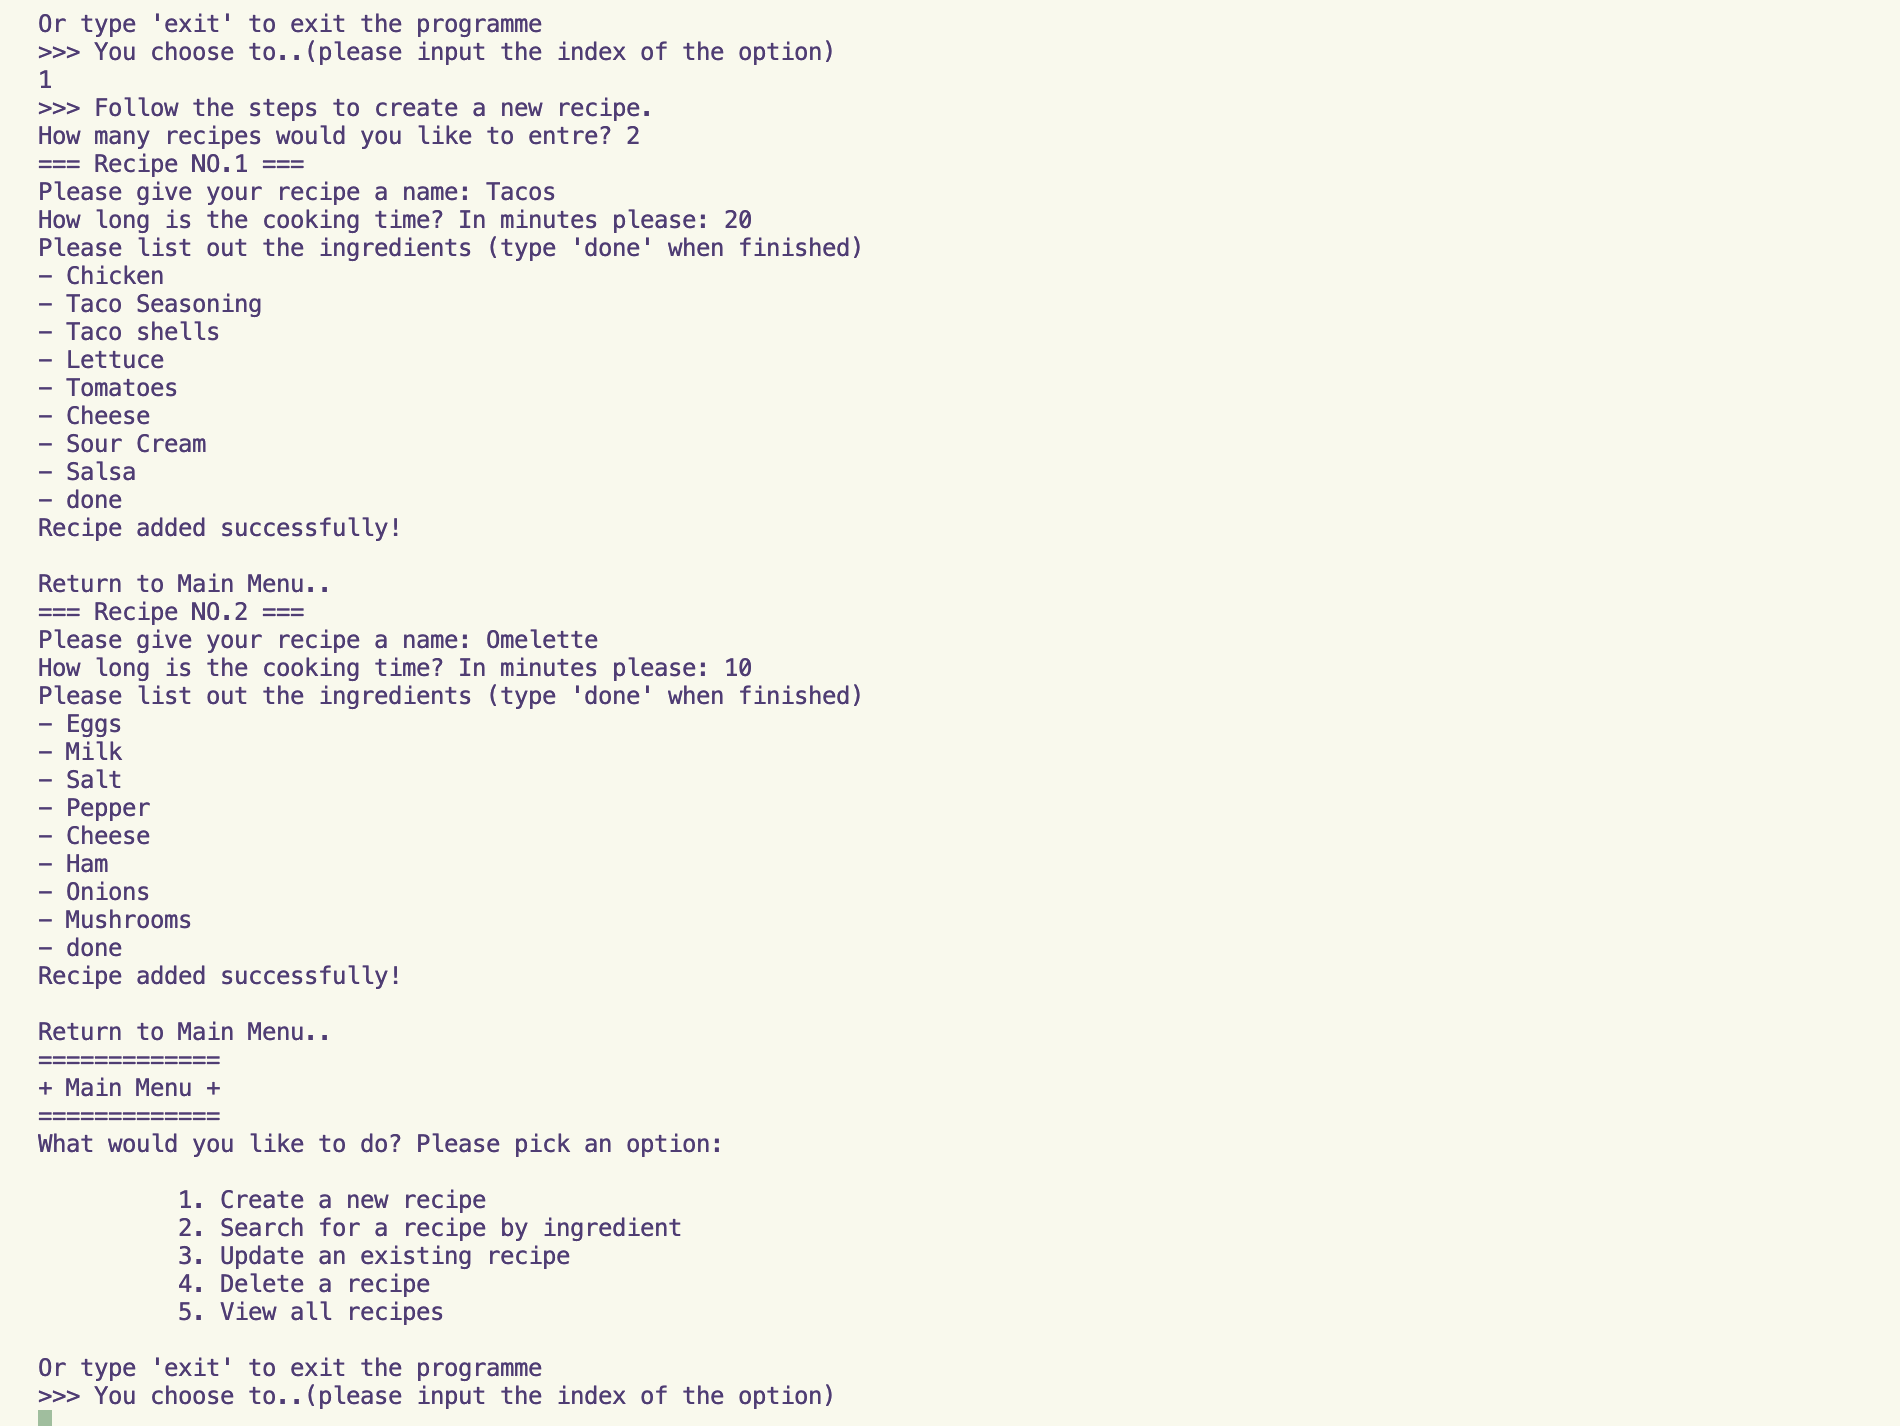 Or type 'exit' to exit the programme
>>> You choose to..(please input the index of the option)
1
>>> Follow the steps to create a new recipe.
How many recipes would you like to entre? 2
=== Recipe NO.1 ===
Please give your recipe a name: Tacos
How long is the cooking time? In minutes please: 20
Please list out the ingredients (type 'done' when finished)
- Chicken
- Taco Seasoning
- Taco shells
- Lettuce
- Tomatoes
- Cheese
- Sour Cream
- Salsa
- done
Recipe added successfully!
Return to Main Menu..
=== Recipe NO.2 ===
Please give your recipe a name: Omelette
How long is the cooking time? In minutes please: 10
Please list out the ingredients (type 'done' when finished)
- Eggs
- Milk
- Salt
- Pepper
- Cheese
- Ham
- Onions
- Mushrooms
- done
Recipe added successfully!
Return to Main Menu..
=============
+ Main Menu +
=============
What would you like to do? Please pick an option:
1. Create a new recipe
2. Search for a recipe by ingredient
3. Update an existing recipe
4. Delete a recipe
5. View all recipes
Or type 'exit' to exit the programme
>>> You choose to..(please input the index of the option)